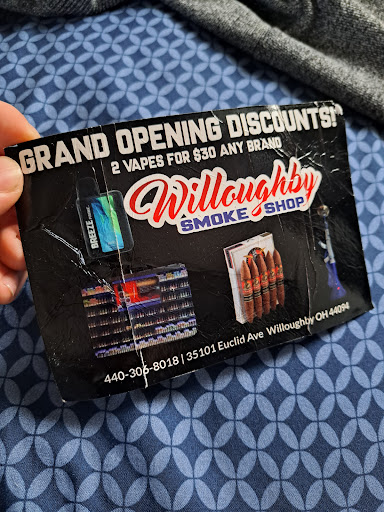 GRAND OPENING DISCOUNTS!
2 VAPES FOR $30 ANY BRAND
Willoughby
SMOKE SHOP
BREEZE
440-306-8018 | 35101 Euclid Ave Willoughby OH 44094